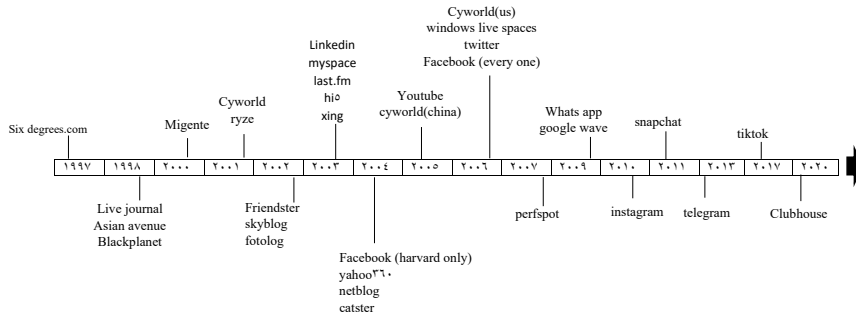 Cyworld(us)
windows live spaces
twitter
Facebook (every one)
Linkedin
myspace
last.fm
hi٥
xing
Youtube
cyworld(china)
Cyworld
ryze
Whats app
google wave
snapchat
Six degrees.com
Migente
tiktok
١٩٩٧ ١٩٩٨ ٢٠٠٠ ٢٠٠١ ٢٠٠٢ ٢٠٠٣ ٢٠٠٤ ٢٠٠٥ ٢٠٠٦ ٢٠٠٧ ٢٠٠٩ ٢٠١٠ ٢٠١١ ٢٠١٣ ٢٠١٧ ٢٠٢٠
Live journal
Asian avenue
Blackplanet
Friendster
skyblog
fotolog
perfspot
instagram
telegram
Clubhouse
Facebook (harvard only)
yahoo٣٦٠
netblog
catster